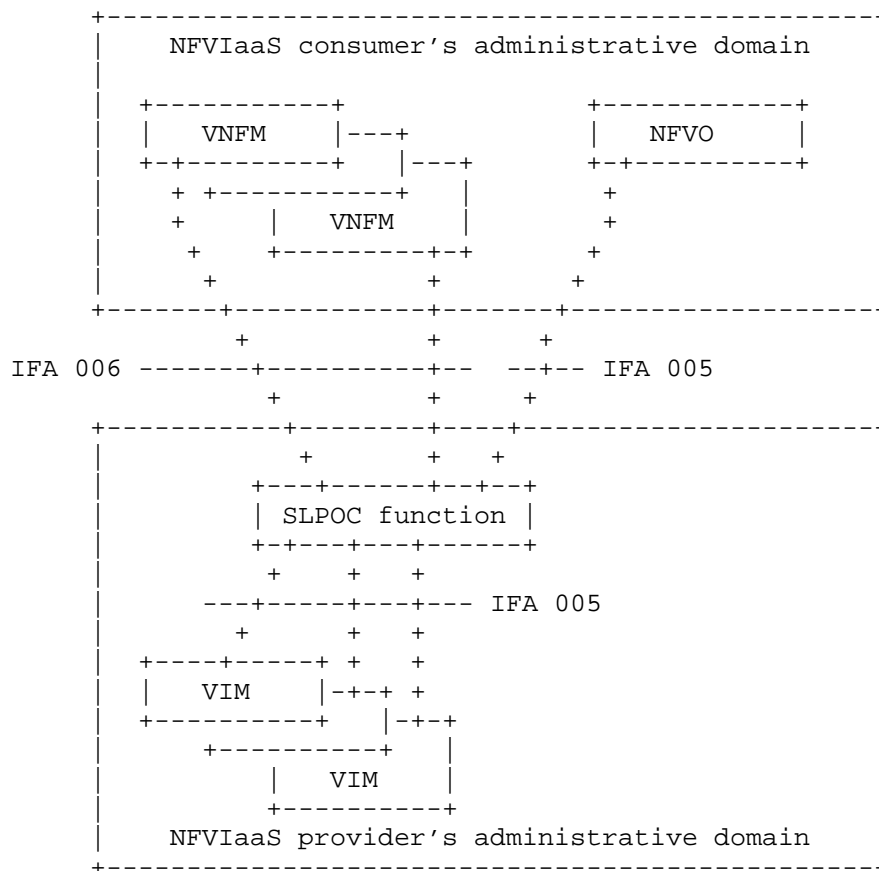 NFVIaaS consumer's administrative domain
VNFM
NFVO
VNFM
IFA 006
IFA 005
SLPOC function
IFA 005
VIM
VIM
NFVIaaS provider's administrative domain